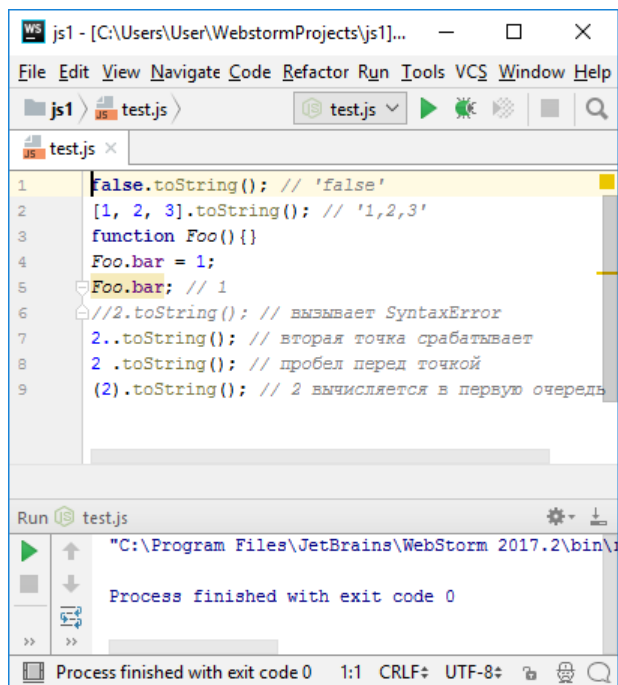 js1 - [C:\Users\User\WebstormProjects\js1]...
File Edit View Navigate Code Refactor Run Tools VCS Window Help
js1 test.js test.js
test.js
1 false.toString(); // 'false'
2 [1, 2, 3].toString(); // '1,2,3'
3 function Foo(){}
4 Foo.bar = 1;
5 Foo.bar; // 1
6 //2.toString(); // вызывает SyntaxError
7 2..toString(); // вторая точка срабатывает
8 2 .toString(); // пробел перед точкой
9 (2).toString(); // 2 вычисляется в первую очередь
Run test.js
"C:\Program Files\JetBrains\WebStorm 2017.2\bin\
Process finished with exit code 0
Process finished with exit code 0 1:1 CRLF UTF-8